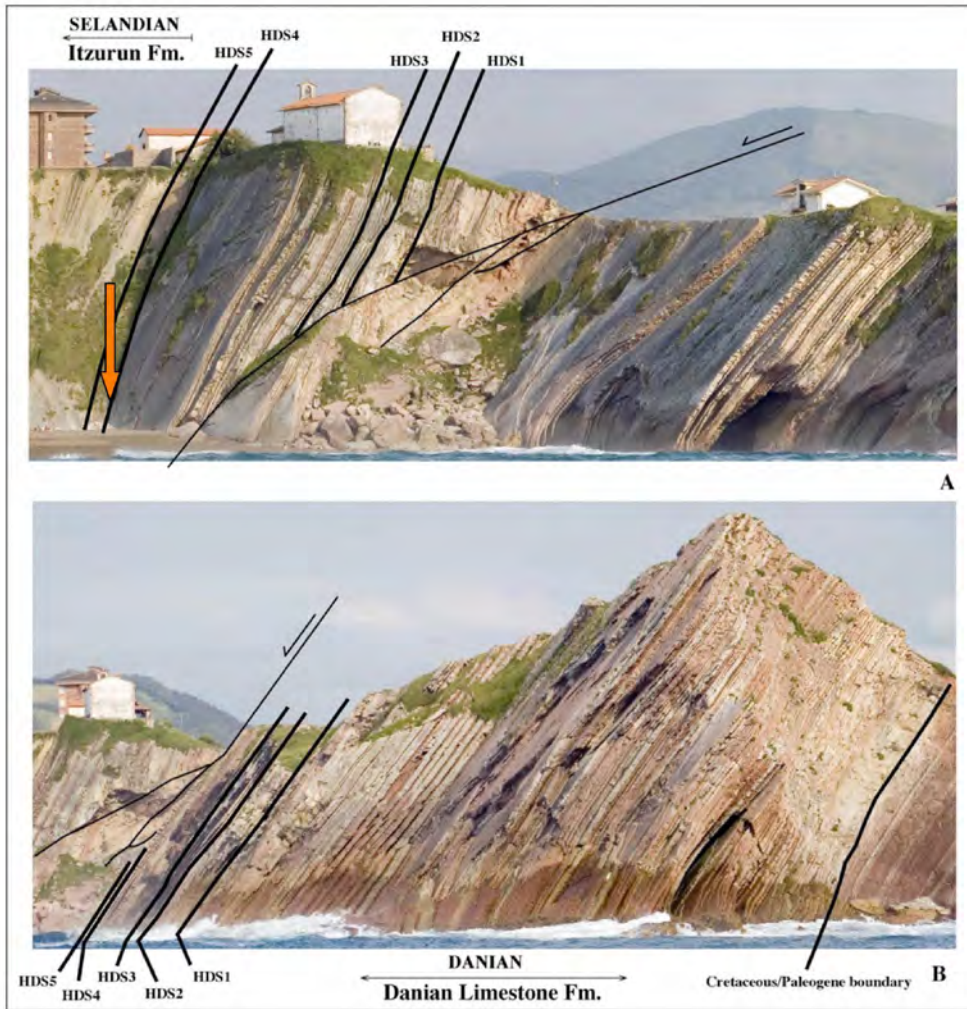 SELANDIAN
Itzurun Fm.
HDS5
HDS4
HDS3
HDS2
HDS1
A
HDS5
HDS4
HDS3
HDS2
HDS1
DANIAN
Danian Limestone Fm.
Cretaceous/Paleogene boundary
B